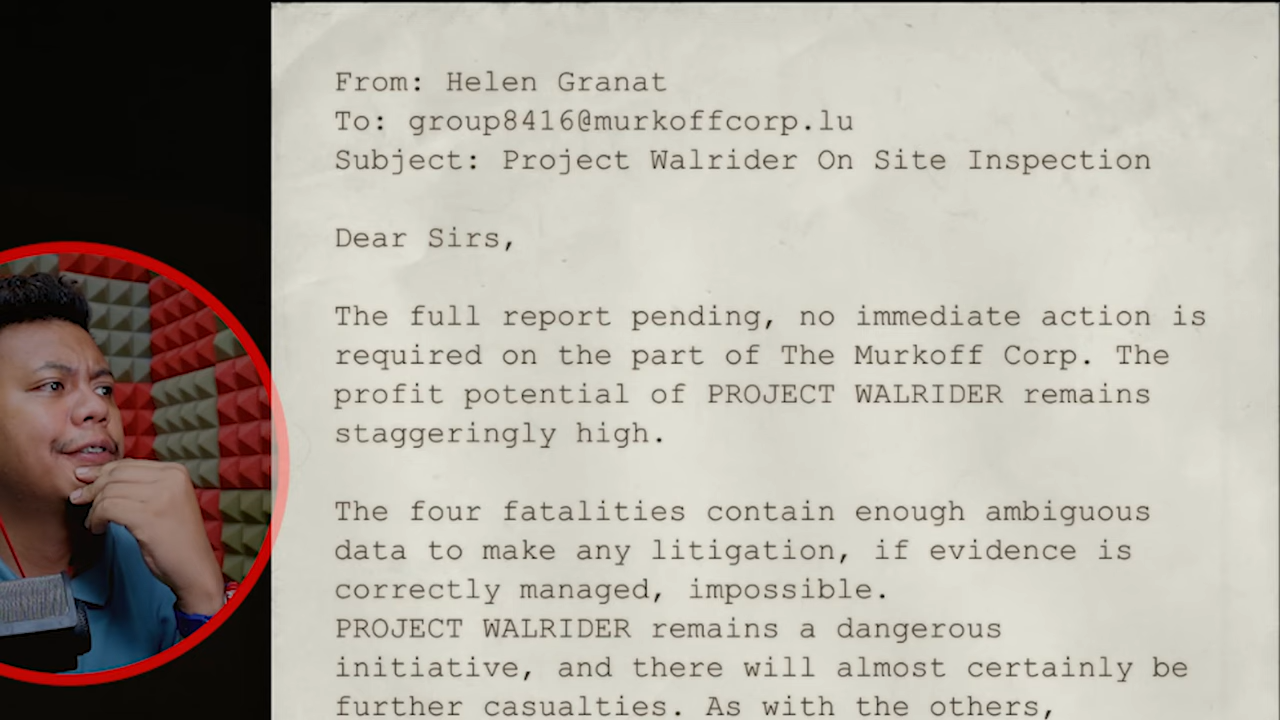 From: Helen Granat
To: group8416@murkoffcorp.lu
Subject: Project Walrider On Site Inspection
Dear Sirs,
The full report pending, no immediate action is
required on the part of The Murkoff Corp. The
profit potential of PROJECT WALRIDER remains
staggeringly high.
The four fatalities contain enough ambiguous
data to make any litigation, if evidence is
correctly managed, impossible.
PROJECT WALRIDER remains a dangerous
initiative, and there will almost certainly be
further casualties. As with the others,